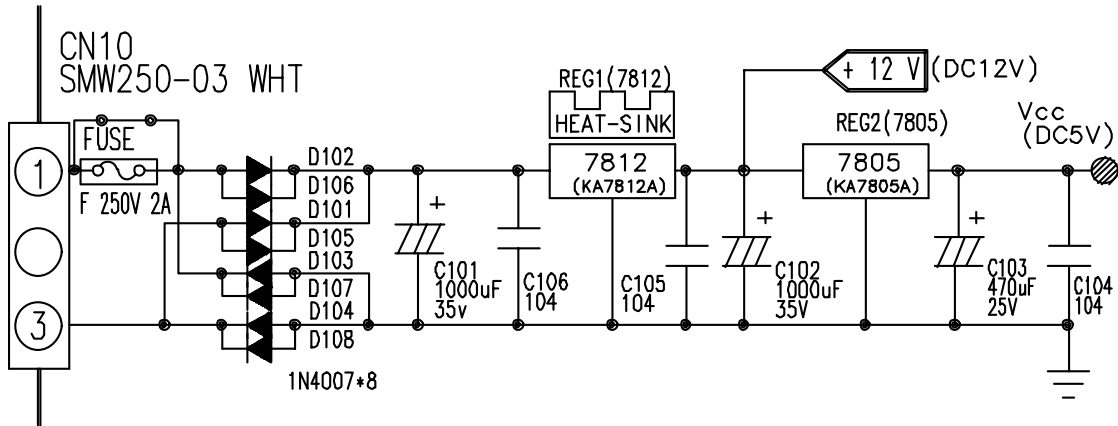 CN10
SMW250-03 WHT
1
3
FUSE
F 250V 2A
D102
D106
D101
D105
D103
D107
D104
D108
1N4007*8
C101
1000uF
35v
C106
104
REG1(7812)
HEAT-SINK
7812
(KA7812A)
C105
104
+ 12 V (DC12V)
C102
1000uF
35V
REG2(7805)
7805
(KA7805A)
C103
470uF
25V
Vcc
(DC5V)
C104
104
+
+
+